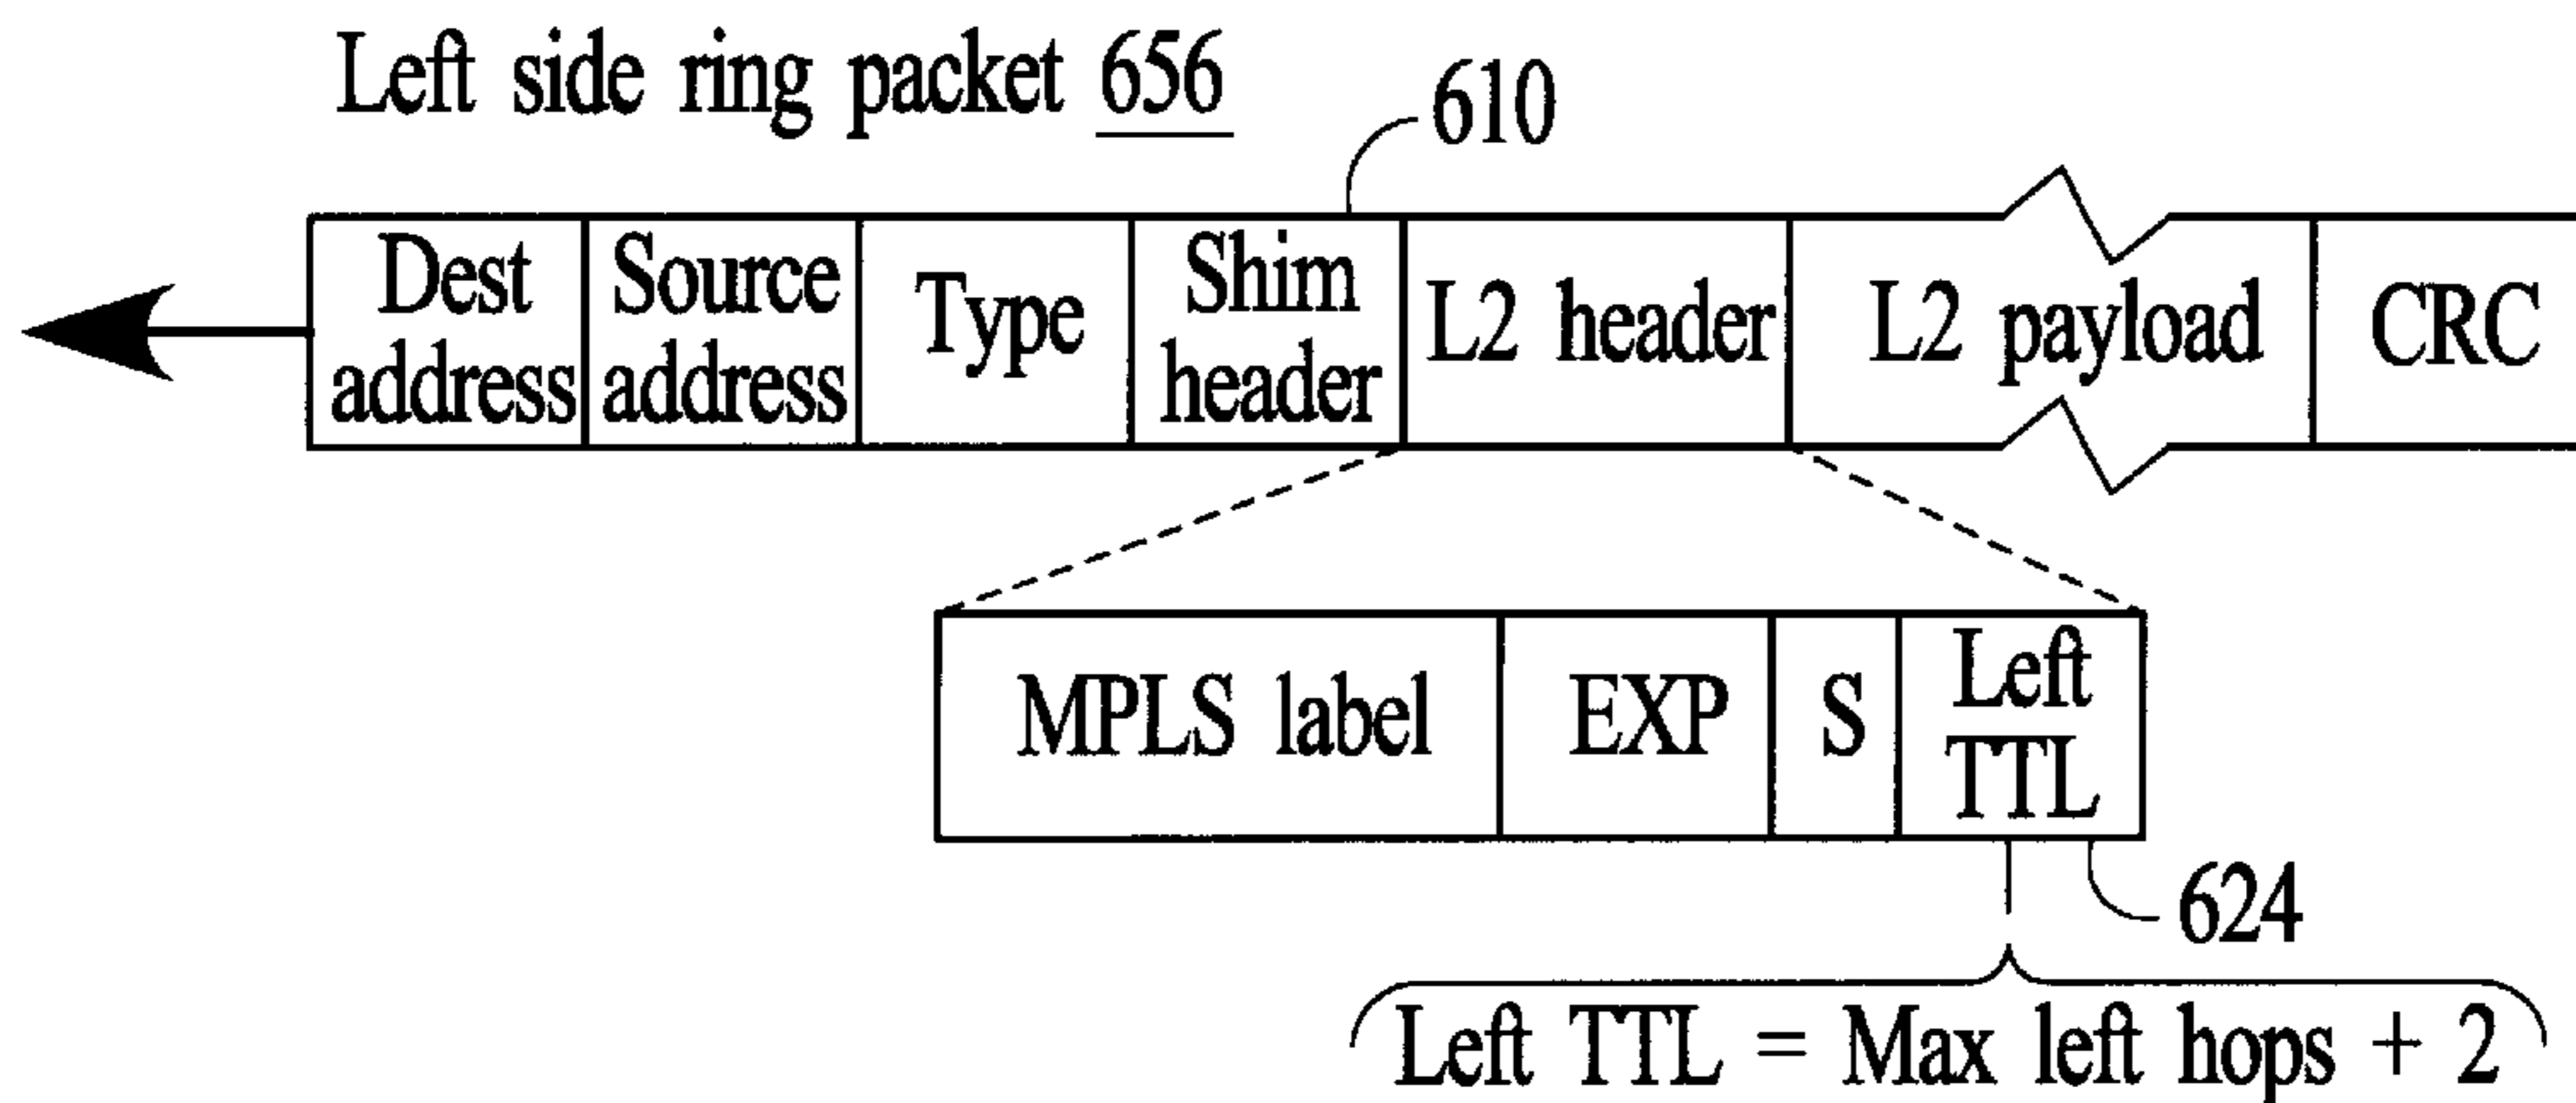 Left side ring packet 656
610
Dest address
Source address
Type
Shim header
L2 header
L2 payload
CRC
MPLS label
EXP
S
Left TTL
624
Left TTL = Max left hops + 2